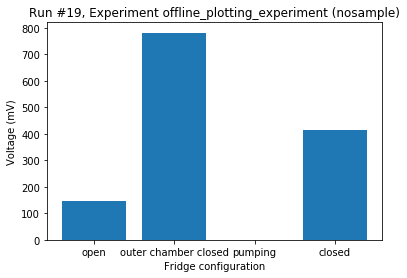 Run #19, Experiment offline_plotting_experiment (nosample)
800
700
600
500
400
300
200
100
0
Voltage (mV)
open outer chamber closed pumping closed
Fridge configuration